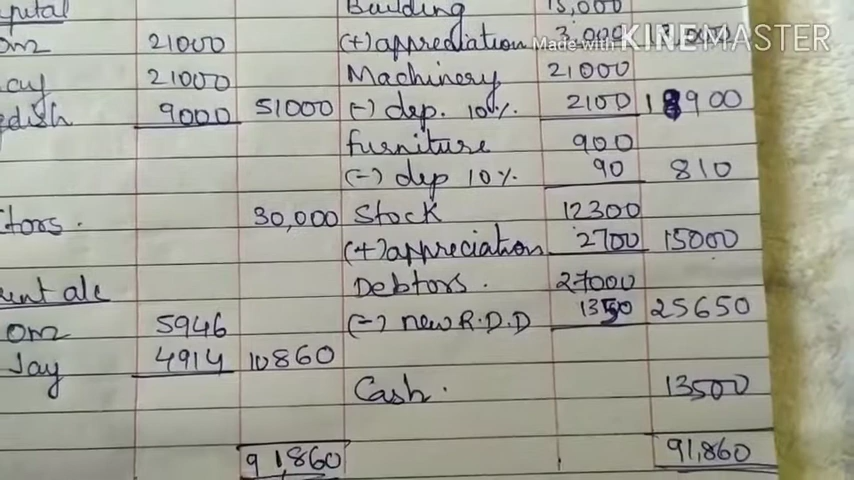 Building 15,000
21000 (+) appreciation 3,000 18,000
Made with KINEMASTER
21000 Machinery 21000
9000 51000 (-) dep. 10% 2100 18900
furniture 900
(-) dep 10% 90 810
30,000 Stock 12300
(+) appreciation 2700 15000
Debtors. 27000
om 5946 (-) new R.D.D 1350 25650
Jay 4914 10860
Cash. 13500
91,860 91,860